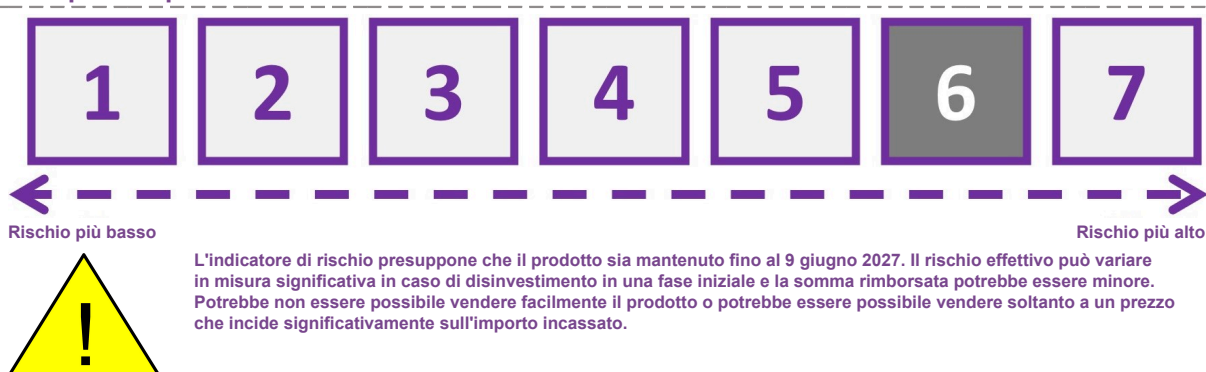 1 2 3 4 5 6 7
Rischio più basso Rischio più alto
L'indicatore di rischio presuppone che il prodotto sia mantenuto fino al 9 giugno 2027. Il rischio effettivo può variare
in misura significativa in caso di disinvestimento in una fase iniziale e la somma rimborsata potrebbe essere minore.
Potrebbe non essere possibile vendere facilmente il prodotto o potrebbe essere possibile vendere soltanto a un prezzo
che incide significativamente sull'importo incassato.
!